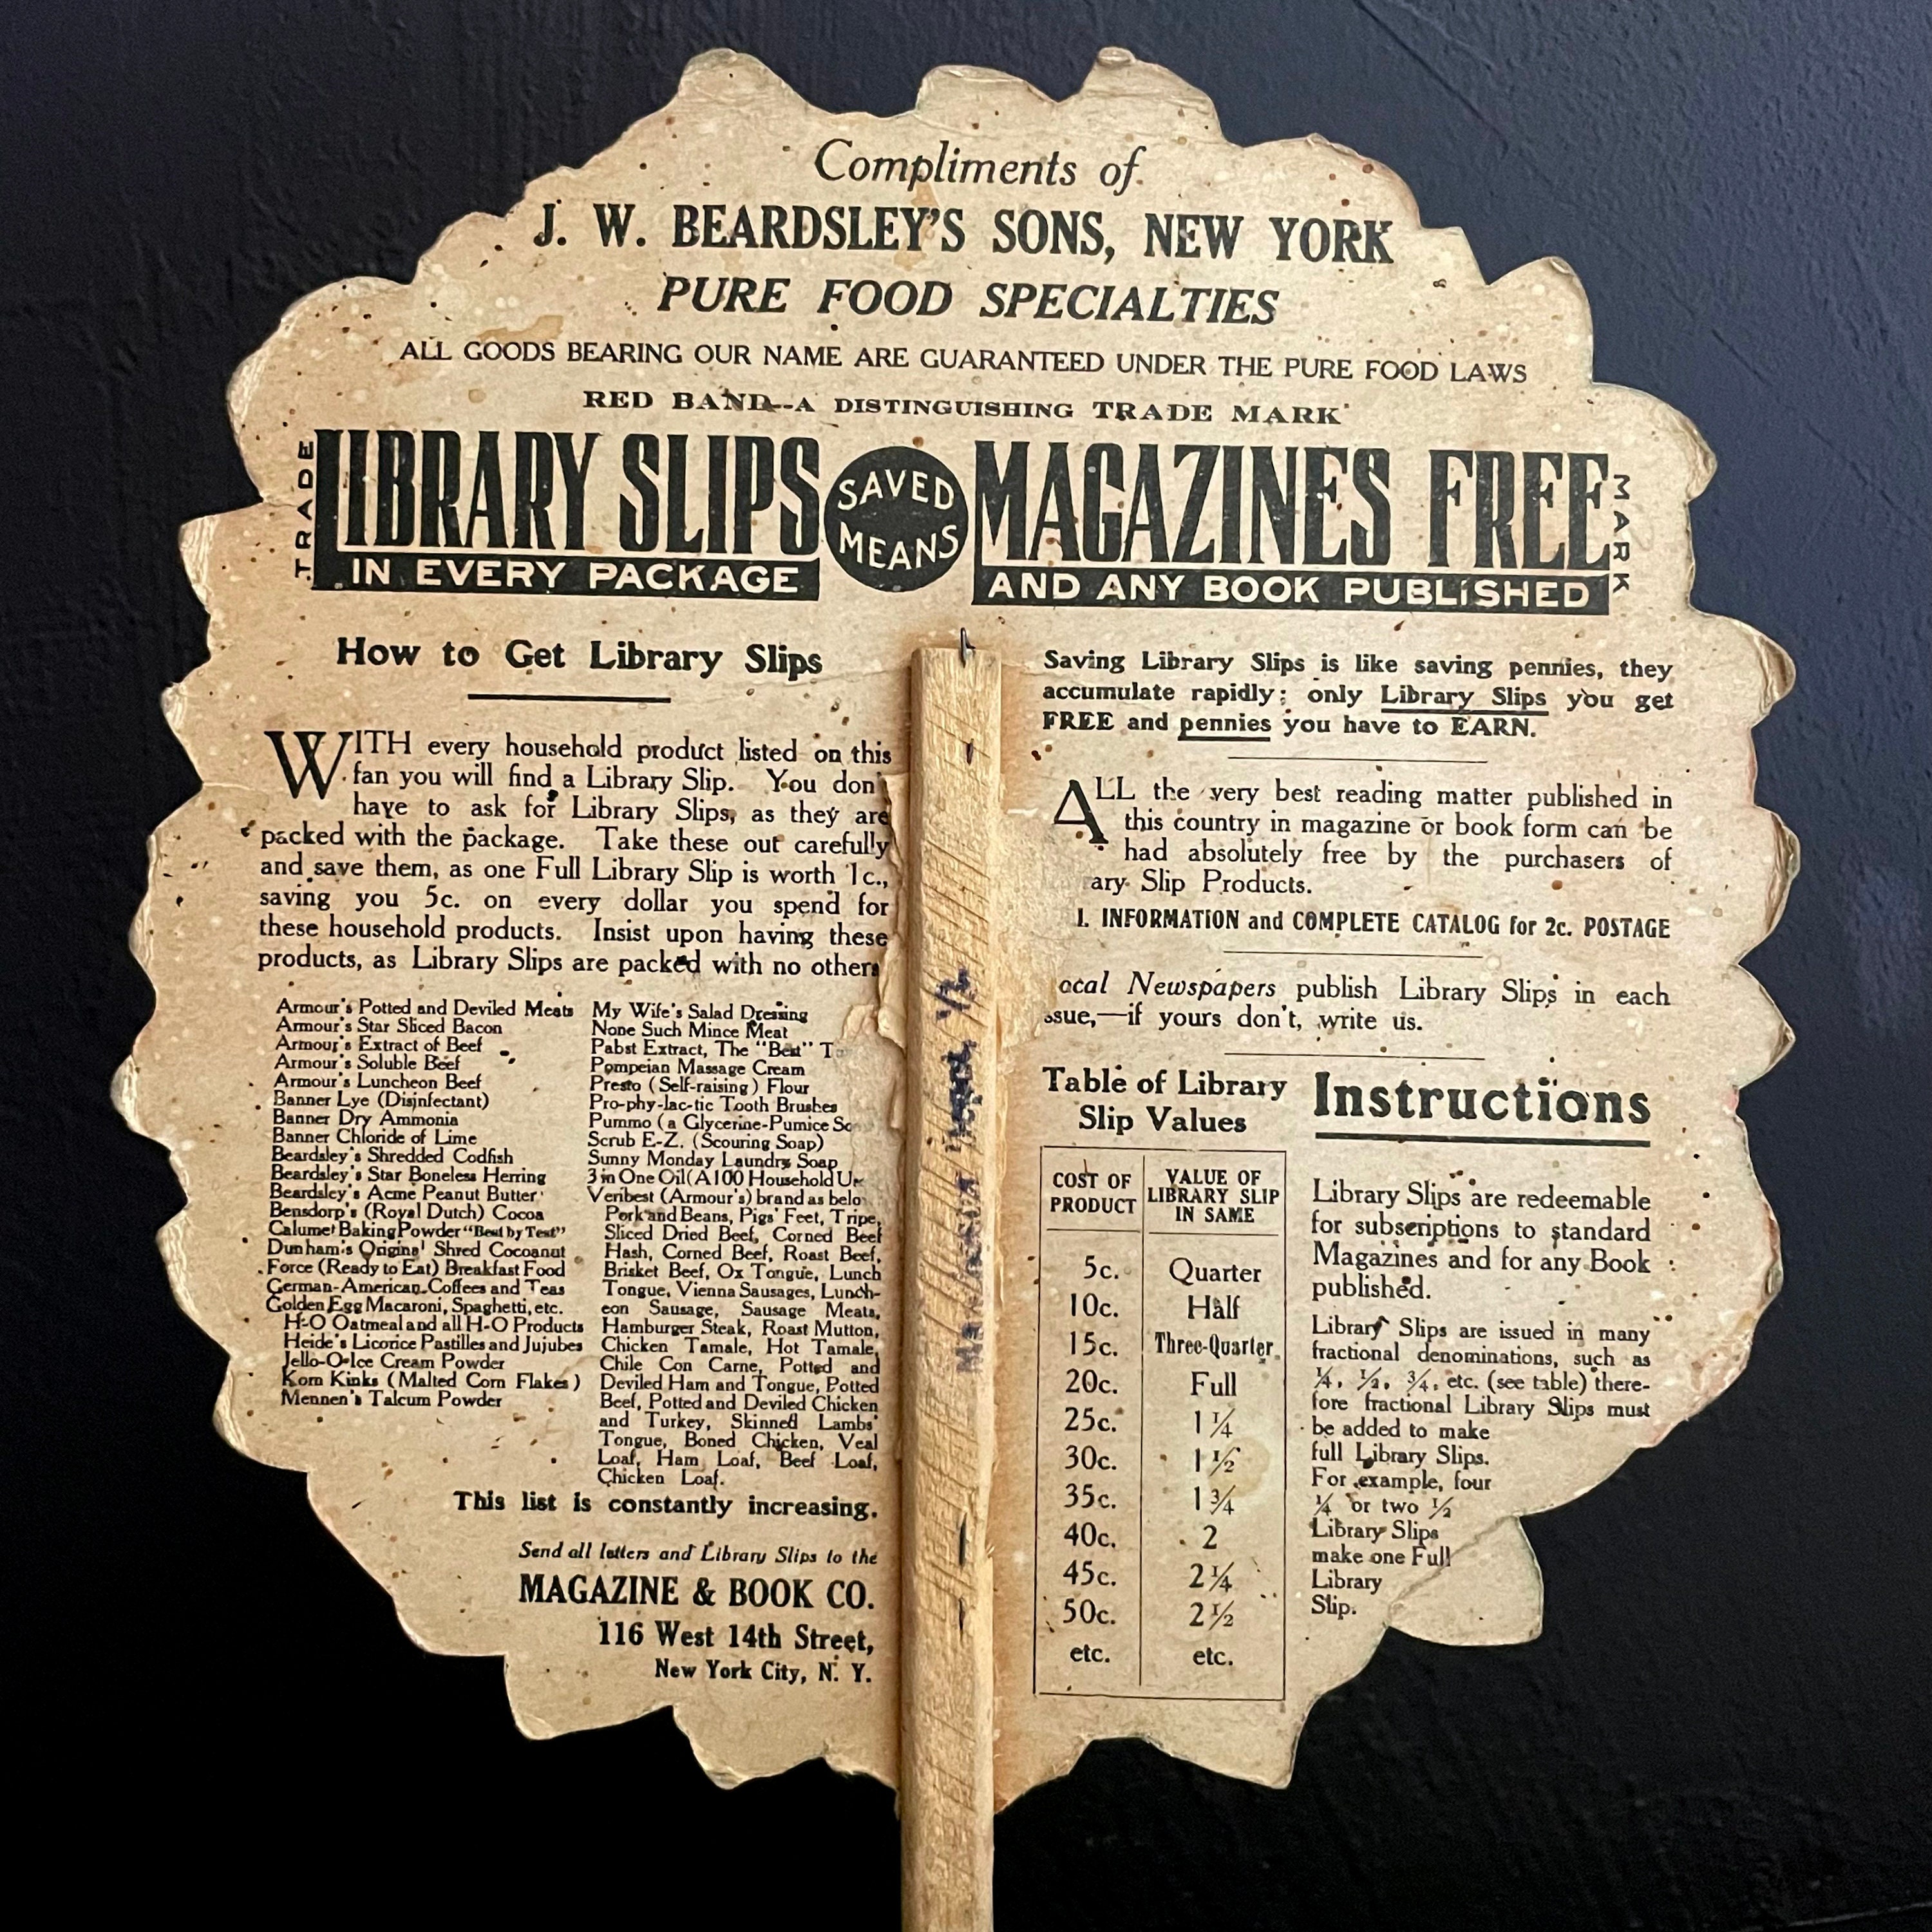 Compliments of
J. W. BEARDSLEY'S SONS, NEW YORK
PURE FOOD SPECIALTIES
ALL GOODS BEARING OUR NAME ARE GUARANTEED UNDER THE PURE FOOD LAWS
RED BAND--A DISTINGUISHING TRADE MARK
TRADE
LIBRARY SLIPS
IN EVERY PACKAGE
SAVED
MEANS
MAGAZINES FREE
AND ANY BOOK PUBLISHED
MARK
How to Get Library Slips
WITH every household product listed on this
fan you will find a Library Slip. You don'
have to ask for Library Slips, as they are
packed with the package. Take these out carefully
and save them, as one Full Library Slip is worth 1c.,
saving you 5c. on every dollar you spend for
these household products. Insist upon having these
products, as Library Slips are packed with no others
Armour's Potted and Deviled Meats
Armour's Star Sliced Bacon
Armour's Extract of Beef
Armour's Soluble Beef
Armour's Luncheon Beef
Banner Lye (Disinfectant)
Banner Dry Ammonia
Banner Chloride of Lime
Beardsley's Shredded Codfish
Beardsley's Star Boneless Herring
Beardsley's Acme Peanut Butter
Bensdorp's (Royal Dutch) Cocoa
Calumet Baking Powder "Best by Test"
Dunham's Original Shred Cocoanut
Force (Ready to Eat) Breakfast Food
German-American Coffees and Teas
Golden Egg Macaroni, Spaghetti, etc.
H-O Oatmeal and all H-O Products
Heide's Licorice Pastilles and Jujubes
Jello-O-Ice Cream Powder
Korn Kinks (Malted Corn Flakes)
Mennen's Talcum Powder
My Wife's Salad Dressing
None Such Mince Meat
Pabst Extract, The "Best" T
Pompeian Massage Cream
Presto (Self-raising) Flour
Pro-phy-lac-tic Tooth Brushes
Pummo (a Glycerine-Pumice So
Scrub E-Z. (Scouring Soap)
Sunny Monday Laundry Soap
3 in One Oil (A 100 Household Us
Veribest (Armour's) brand as belo
Pork and Beans, Pigs' Feet, Tripe,
Sliced Dried Beef, Corned Beef
Hash, Corned Beef, Roast Beef,
Brisket Beef, Ox Tongue, Lunch
Tongue, Vienna Sausages, Lunch-
eon Sausage, Sausage Meats,
Hamburger Steak, Roast Mutton,
Chicken Tamale, Hot Tamale,
Chile Con Carne, Potted and
Deviled Ham and Tongue, Potted
Beef, Potted and Deviled Chicken
and Turkey, Skinned Lambs'
Tongue, Boned Chicken, Veal
Loaf, Ham Loaf, Beef Loaf,
Chicken Loaf.
This list is constantly increasing.
Send all letters and Library Slips to the
MAGAZINE & BOOK CO.
116 West 14th Street,
New York City, N. Y.
Saving Library Slips is like saving pennies, they
accumulate rapidly; only Library Slips you get
FREE and pennies you have to EARN.
ALL the very best reading matter published in
this country in magazine or book form can be
had absolutely free by the purchasers of
rary Slip Products.
INFORMATION and COMPLETE CATALOG for 2c. POSTAGE
ocal Newspapers publish Library Slips in each
ssue,—if yours don't, write us.
Table of Library
Slip Values
COST OF PRODUCT | VALUE OF LIBRARY SLIP IN SAME
5c. Quarter
10c. Half
15c. Three-Quarter
20c. Full
25c. 1 1/4
30c. 1 1/2
35c. 1 3/4
40c. 2
45c. 2 1/4
50c. 2 1/2
etc. etc.
Instructions
Library Slips are redeemable
for subscriptions to standard
Magazines and for any Book
published.
Library Slips are issued in many
fractional denominations, such as
1/4, 1/2, 3/4, etc. (see table) there-
fore fractional Library Slips must
be added to make
full Library Slips.
For example, four
1/4 or two 1/2
Library Slips
make one Full
Library
Slip.